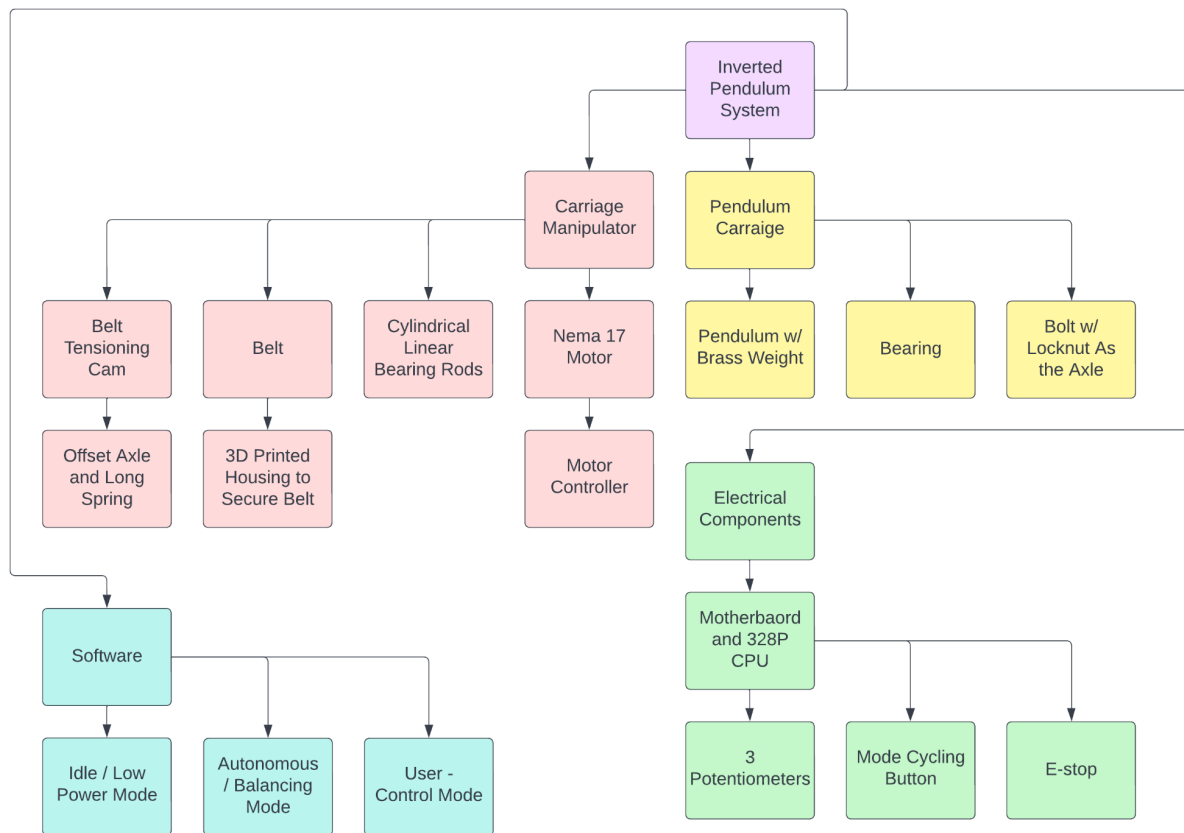 Inverted
Pendulum
System
Carriage
Manipulator
Pendulum
Carraige
Belt
Tensioning
Cam
Belt
Cylindrical
Linear
Bearing Rods
Nema 17
Motor
Pendulum w/
Brass Weight
Bearing
Bolt w/
Locknut As
the Axle
Offset Axle
and Long
Spring
3D Printed
Housing to
Secure Belt
Motor
Controller
Electrical
Components
Software
Motherbaord
and 328P
CPU
Idle / Low
Power Mode
Autonomous
/ Balancing
Mode
User -
Control Mode
3
Potentiometers
Mode Cycling
Button
E-stop